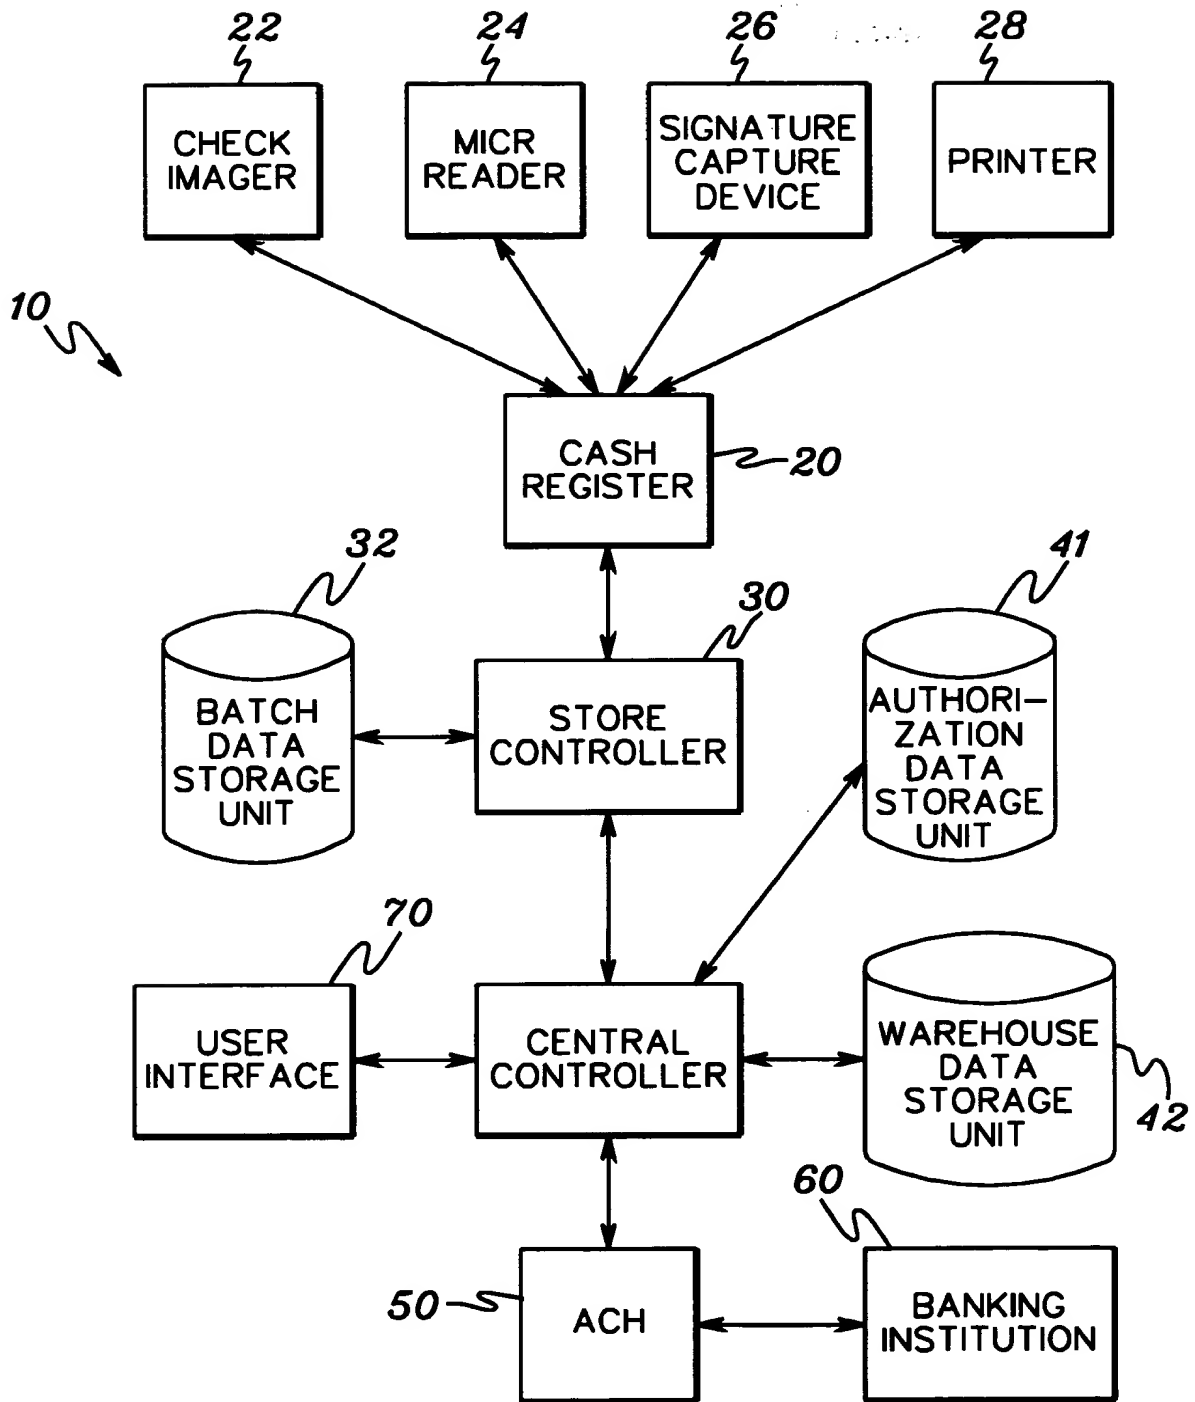 22
24
26
28
CHECK
IMAGER
MICR
READER
SIGNATURE
CAPTURE
DEVICE
PRINTER
10
CASH
REGISTER
20
32
41
30
BATCH
DATA
STORAGE
UNIT
STORE
CONTROLLER
AUTHORI-
ZATION
DATA
STORAGE
UNIT
70
USER
INTERFACE
CENTRAL
CONTROLLER
WAREHOUSE
DATA
STORAGE
UNIT
42
60
50
ACH
BANKING
INSTITUTION